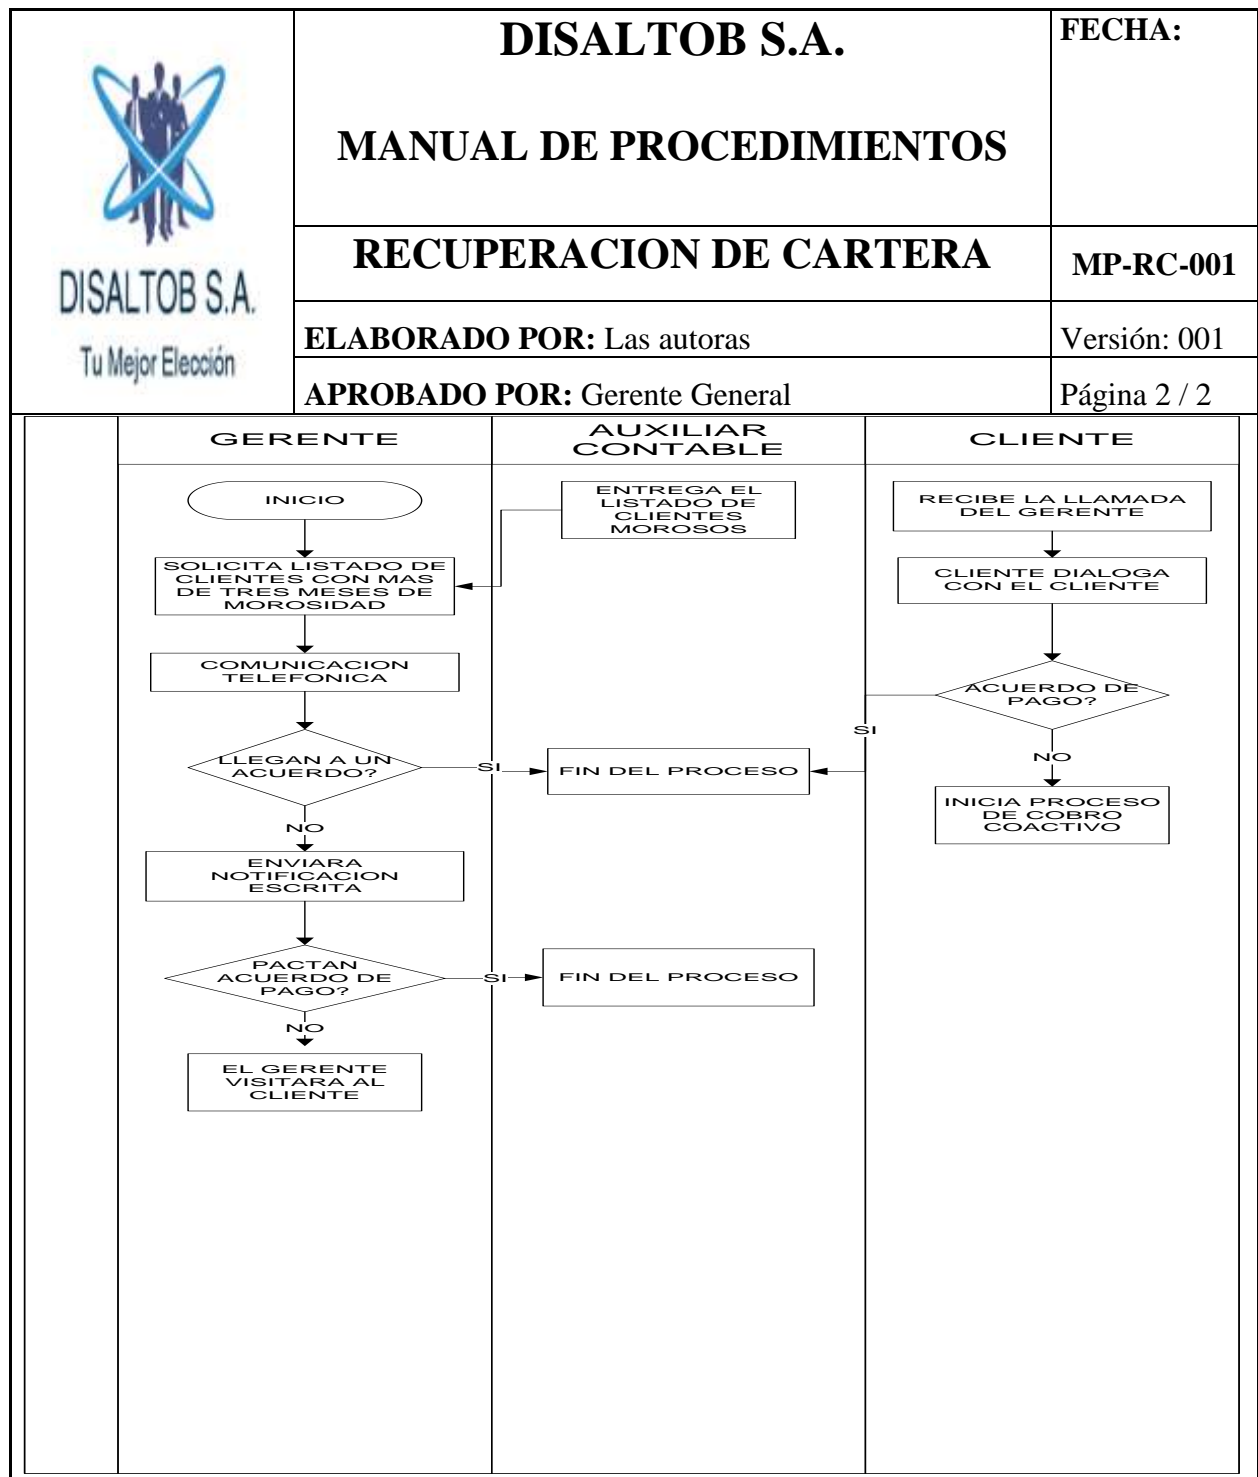 DISALTOB S.A.
Tu Mejor Elección
DISALTOB S.A.
MANUAL DE PROCEDIMIENTOS
FECHA:
RECUPERACION DE CARTERA
MP-RC-001
ELABORADO POR: Las autoras
Versión: 001
APROBADO POR: Gerente General
Página 2 / 2
GERENTE
AUXILIAR
CONTABLE
CLIENTE
INICIO
SOLICITA LISTADO DE
CLIENTES CON MAS
DE TRES MESES DE
MOROSIDAD
COMUNICACION
TELEFONICA
LLEGAN A UN
ACUERDO?
SI
NO
ENVIARA
NOTIFICACION
ESCRITA
PACTAN
ACUERDO DE
PAGO?
SI
NO
EL GERENTE
VISITARA AL
CLIENTE
ENTREGA EL
LISTADO DE
CLIENTES
MOROSOS
FIN DEL PROCESO
FIN DEL PROCESO
RECIBE LA LLAMADA
DEL GERENTE
CLIENTE DIALOGA
CON EL CLIENTE
ACUERDO DE
PAGO?
SI
NO
INICIA PROCESO
DE COBRO
COACTIVO